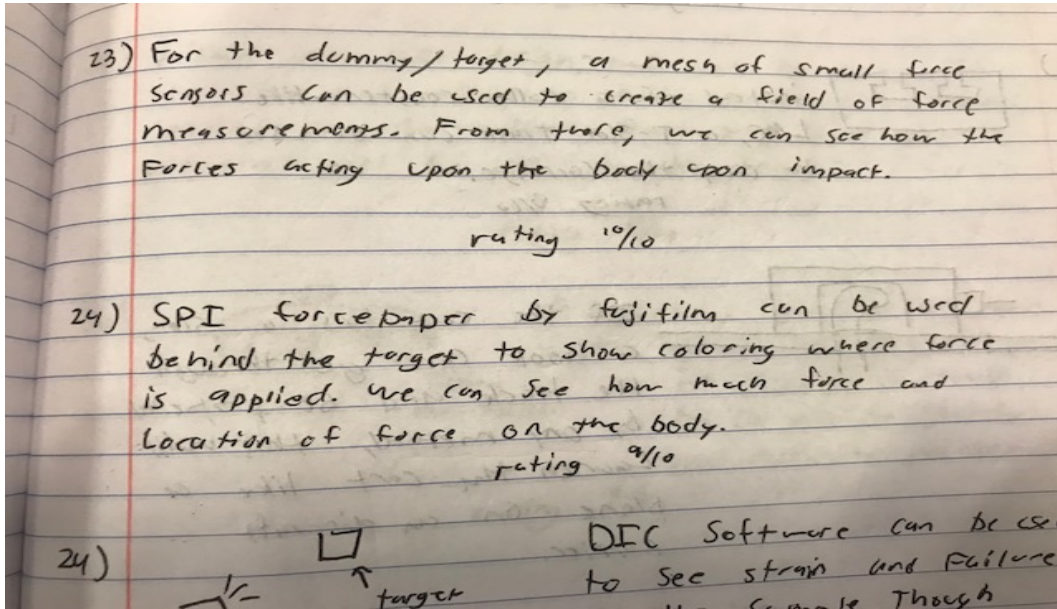 23) For the dummy/target, a mesh of small force
sensors can be used to create a field of force
measurements. From there, we can see how the
Forces acting upon the body upon impact.
rating 10/10
24) SPI forcepaper by fujifilm can be used
behind the target to show coloring where force
is applied. we can see how much force and
Location of force on the body.
rating 9/10
24)
target
DIC Software can be use
to see strain and Failure
Sample Though